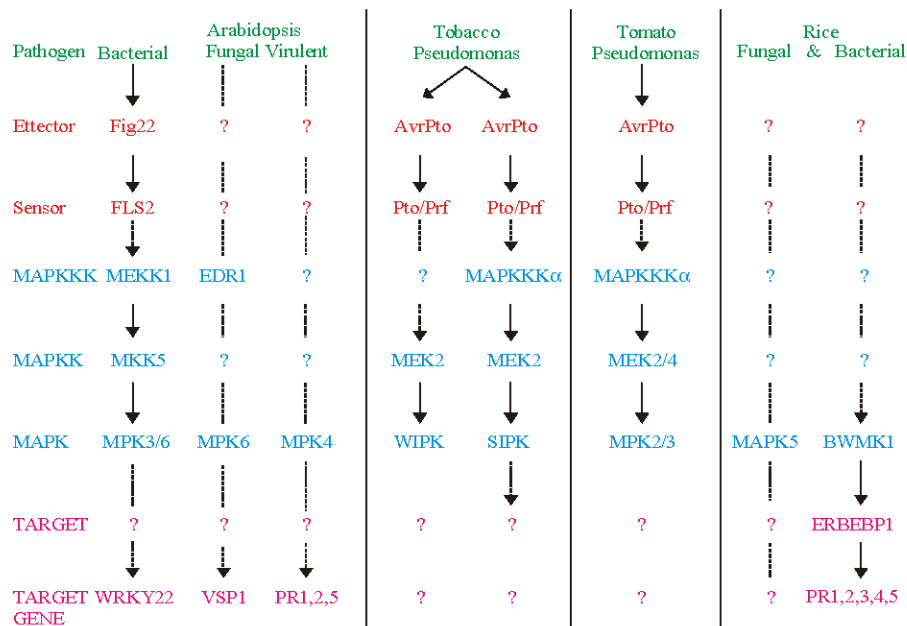 Arabidopsis
Tobacco
Tomato
Rice
Pathogen Bacterial Fungal Virulent Pseudomonas Pseudomonas Fungal & Bacterial
Ettector Fig22 ? ? AvrPto AvrPto AvrPto ? ?
Sensor FLS2 ? ? Pto/Prf Pto/Prf Pto/Prf ? ?
MAPKKK MEKK1 EDR1 ? ? MAPKKKα MAPKKKα ? ?
MAPKK MKK5 ? ? MEK2 MEK2 MEK2/4 ? ?
MAPK MPK3/6 MPK6 MPK4 WIPK SIPK MPK2/3 MAPK5 BWMK1
TARGET ? ? ? ? ? ? ? ERBEBP1
TARGET WRKY22 VSP1 PR1,2,5 ? ? ? ? PR1,2,3,4,5
GENE